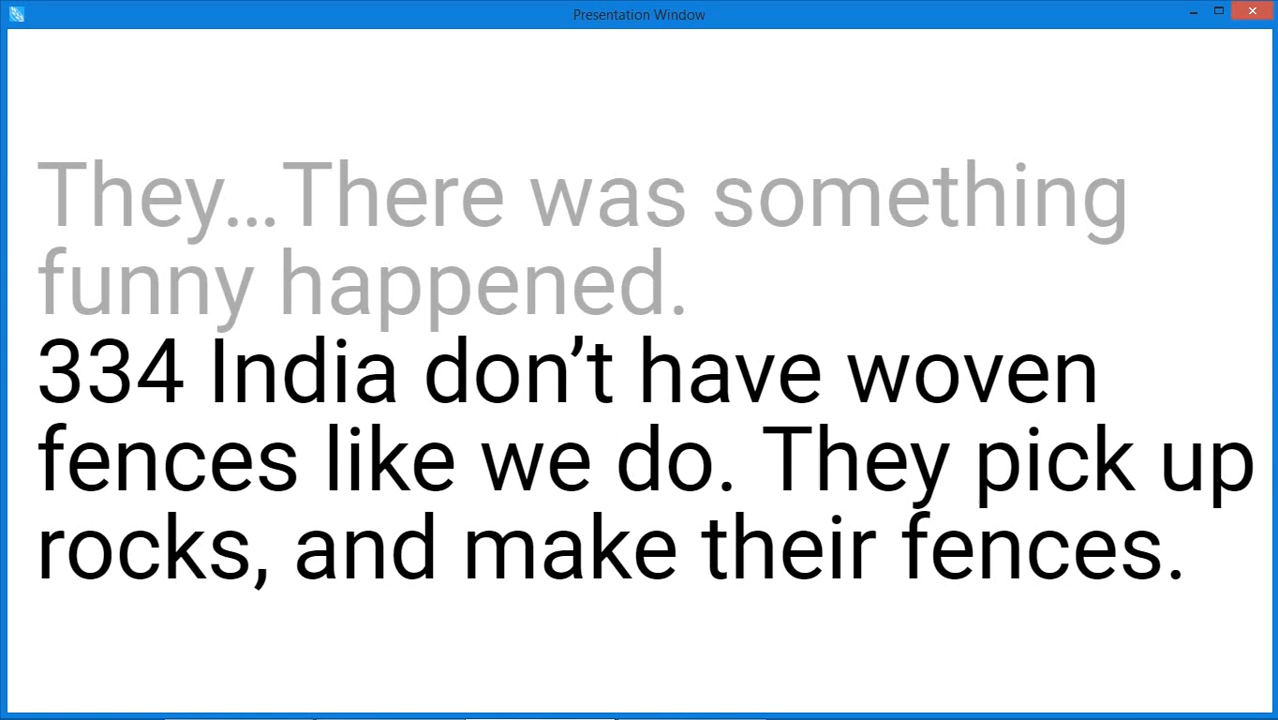 Presentation Window
They...There was something
funny happened.
334 India don’t have woven
fences like we do. They pick up
rocks, and make their fences.